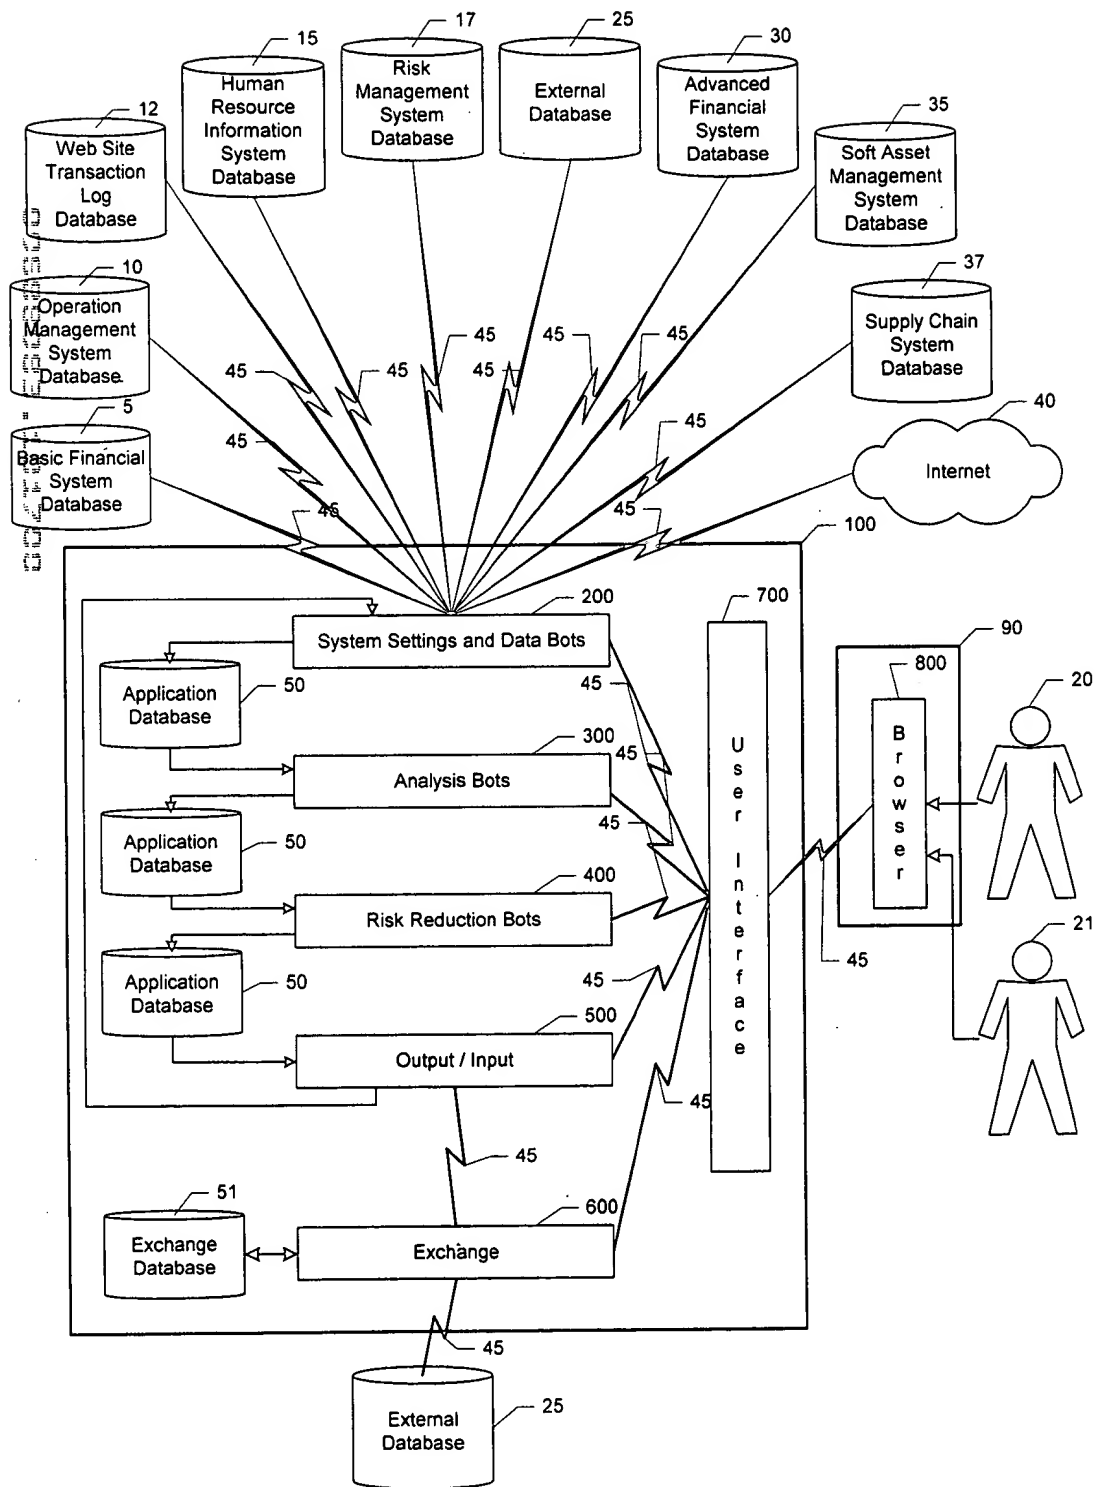 17
25
15
30
12
35
Human
Resource
Information
System
Database
Risk
Management
System
Database
External
Database
Advanced
Financial
System
Database
Web Site
Transaction
Log
Database
Soft Asset
Management
System
Database
10
37
Operation
Management
System
Database
Supply Chain
System
Database
45
45
45
45
45
45
5
40
45
45
Basic Financial
System
Database
Internet
45
45
100
200
700
System Settings and Data Bots
90
800
20
50
45
Application
Database
300
45
Analysis Bots
User Interface
Browser
50
45
Application
Database
400
Risk Reduction Bots
21
50
45
45
Application
Database
500
Output / Input
45
45
51
600
Exchange
Database
Exchange
45
25
External
Database